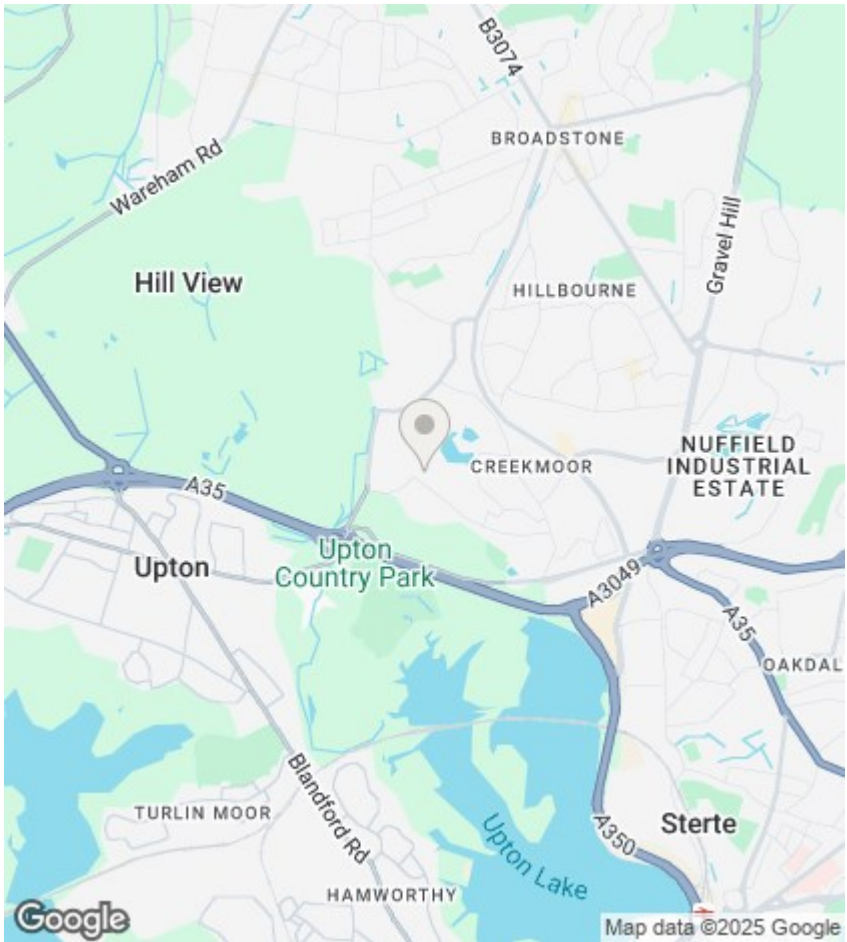 B3074
BROADSTONE
Wareham Rd
Gravel Hill
Hill View
HILLBOURNE
NUFFIELD
INDUSTRIAL
ESTATE
CREEKMOOR
A35
Upton
Country Park
Upton
A3049
A35
OAKDAL
Blandford Rd
TURLIN MOOR
A350
Sterte
Upton Lake
HAMWORTHY
Google
Map data ©2025 Google